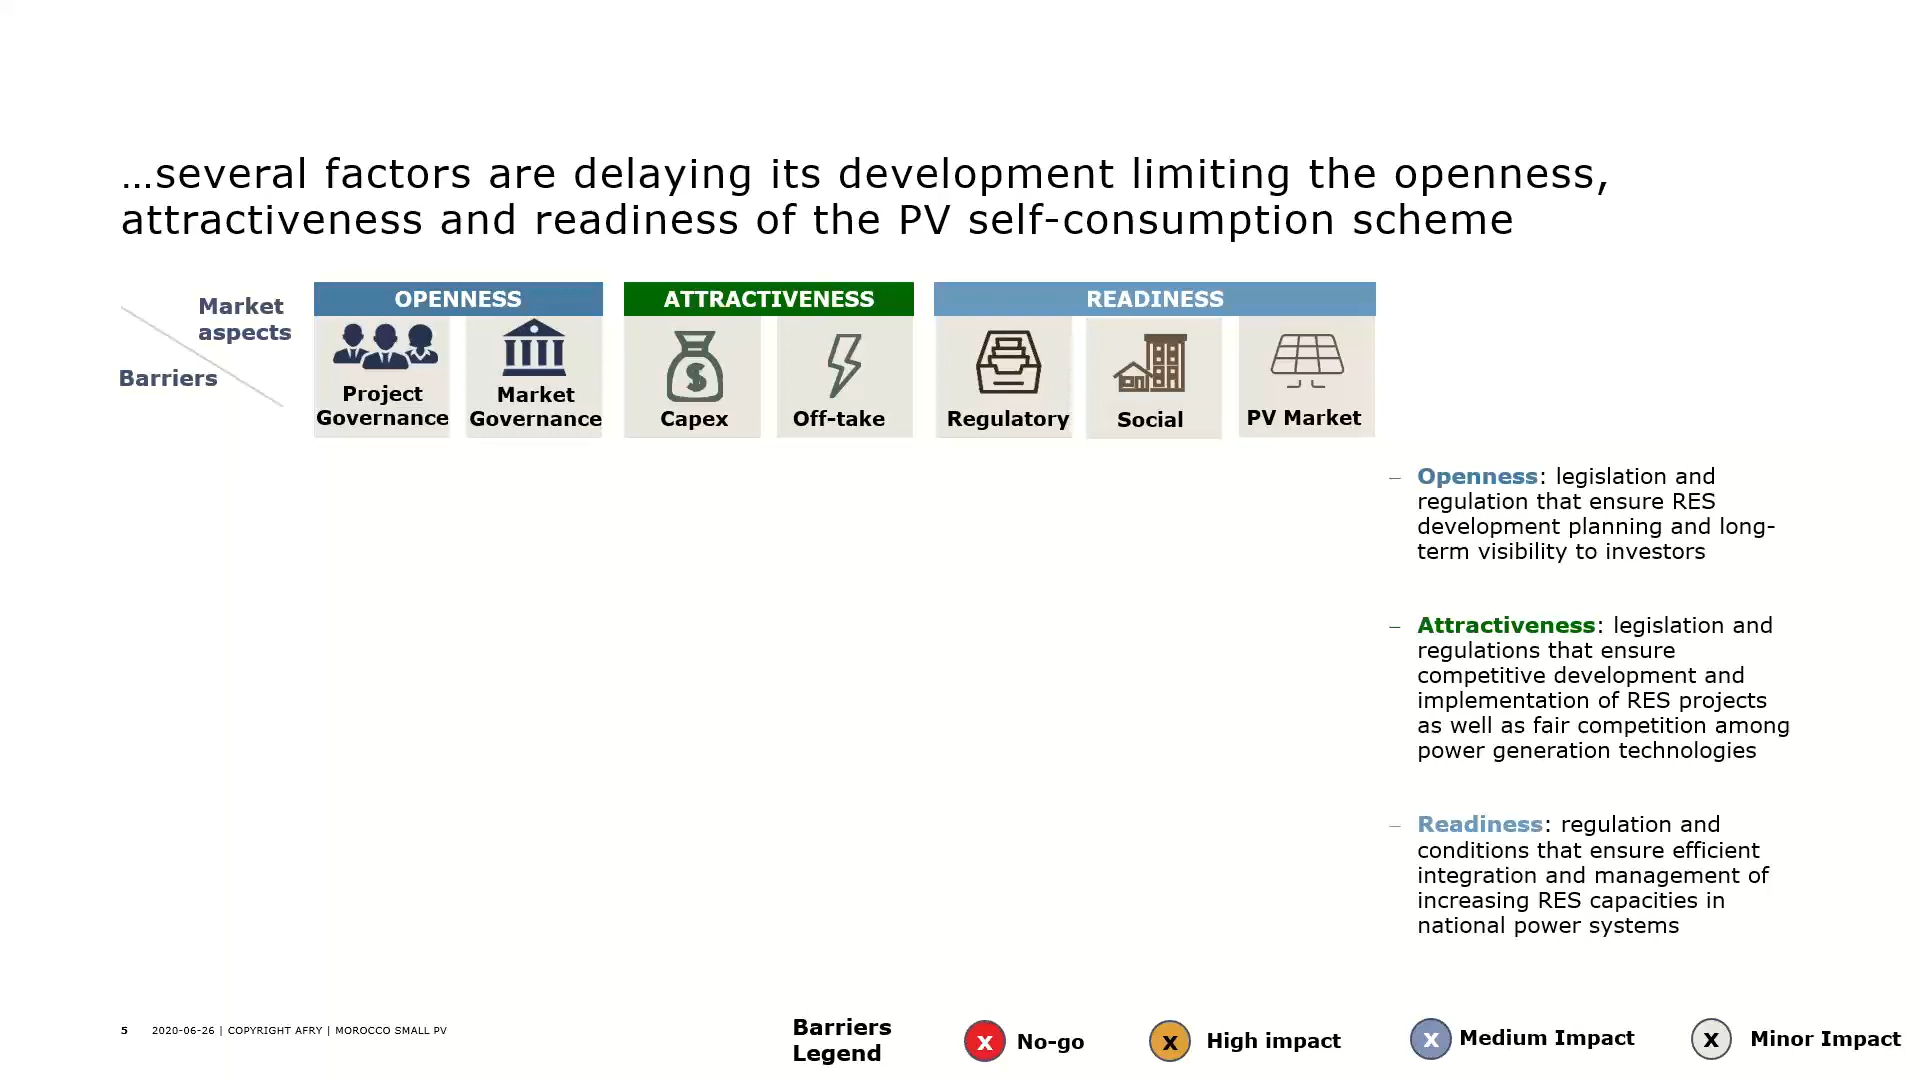 ...several factors are delaying its development limiting the openness,
attractiveness and readiness of the PV self-consumption scheme
Market
aspects
Barriers
OPENNESS
ATTRACTIVENESS
READINESS
Project
Governance
Market
Governance
Capex
Off-take
Regulatory
Social
PV Market
– Openness: legislation and
regulation that ensure RES
development planning and long-
term visibility to investors
– Attractiveness: legislation and
regulations that ensure
competitive development and
implementation of RES projects
as well as fair competition among
power generation technologies
– Readiness: regulation and
conditions that ensure efficient
integration and management of
increasing RES capacities in
national power systems
5 2020-06-26 | COPYRIGHT AFRY | MOROCCO SMALL PV
Barriers
Legend
X No-go
X High impact
X Medium Impact
X Minor Impact